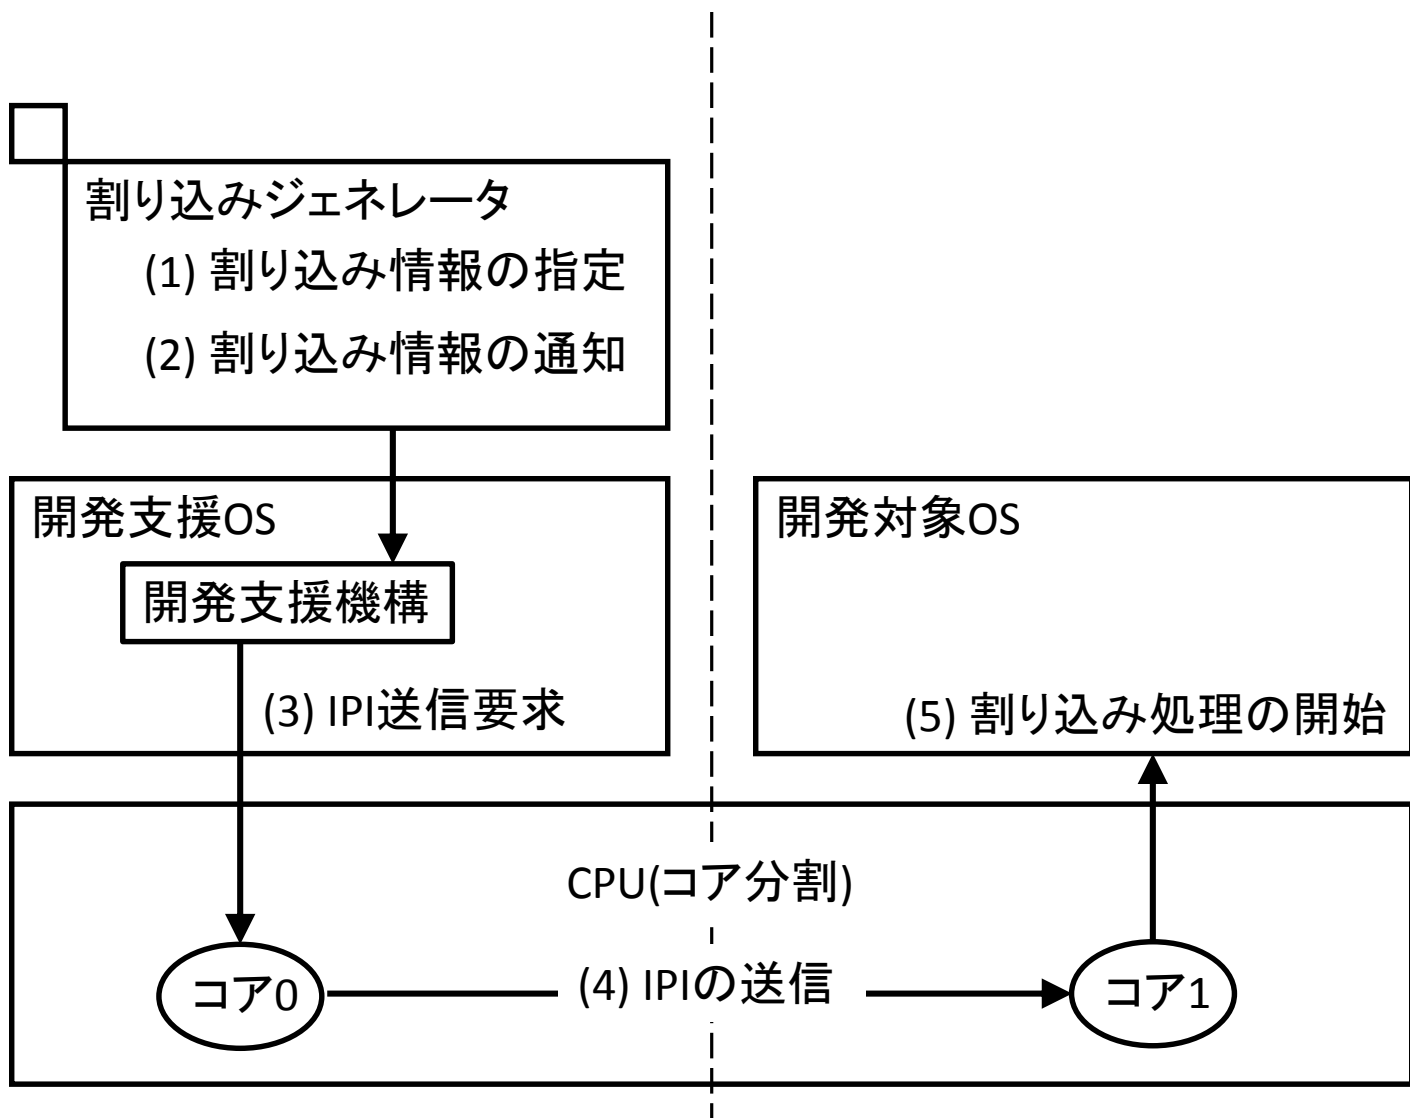 割り込みジェネレータ
(1) 割り込み情報の指定
(2) 割り込み情報の通知
開発支援OS
開発支援機構
(3) IPI送信要求
開発対象OS
(5) 割り込み処理の開始
CPU(コア分割)
コア0
(4) IPIの送信
コア1